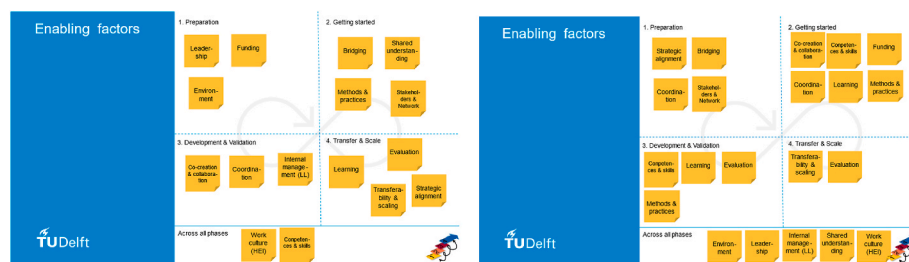 Enabling factors
1. Preparation
Leader-
ship
Funding
Environ-
ment
2. Getting started
Bridging
Shared
understan-
ding
Methods &
practices
Stakehol-
ders &
Network
3. Development & Validation
Co-creation
& collabora-
tion
Coordina-
tion
Internal
manage-
ment (LL)
4. Transfer & Scale
Learning
Evaluation
Transfera-
bility &
scaling
Strategic
alignment
Across all phases
Work
culture
(HEI)
Competen-
ces & skills
TUDelft
Enabling factors
1. Preparation
Strategic
alignment
Bridging
Coordina-
tion
Stakehol-
ders &
Network
2. Getting started
Co-creation
& collabora-
tion
Competen-
ces & skills
Funding
Coordina-
tion
Learning
Methods &
practices
3. Development & Validation
Competen-
ces & skills
Learning
Evaluation
Methods &
practices
4. Transfer & Scale
Transfera-
bility &
scaling
Evaluation
Across all phases
Environ-
ment
Leader-
ship
Internal
manage-
ment (LL)
Shared
understan-
ding
Work
culture
(HEI)
TUDelft